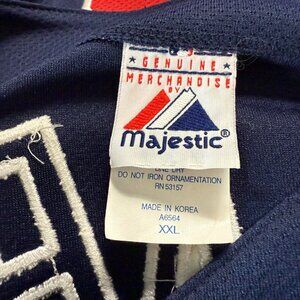 GENUINE
MERCHANDISE
BY
Majestic®
DO NOT IRON ORNAMENTATION
RN 53157
MADE IN KOREA
A6564
XXL